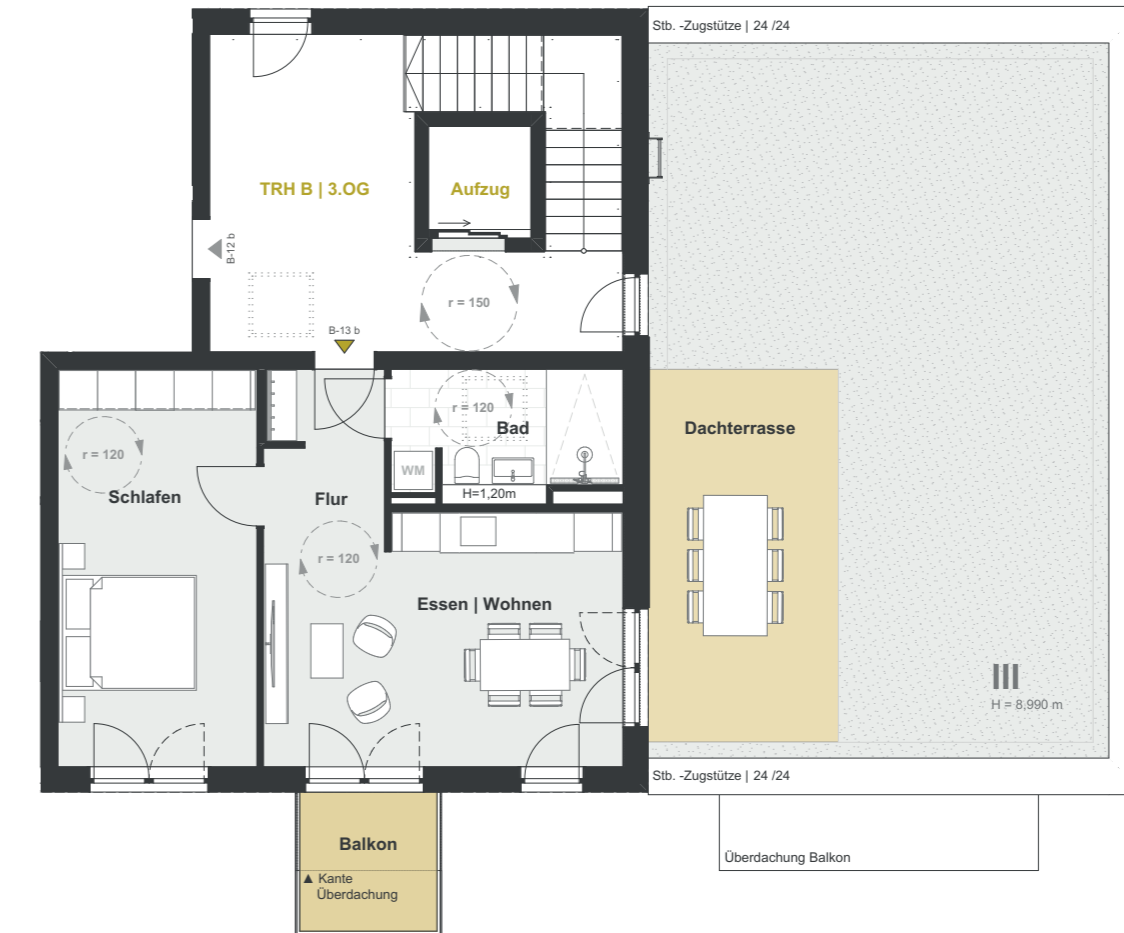 Stb. -Zugstütze | 24 /24
TRH B | 3.OG
Aufzug
B-12 b
r = 150
B-13 b
r = 120
Bad
Dachterrasse
r = 120
WM
Schlafen
Flur
H=1,20m
r = 120
Essen | Wohnen
III
H = 8,990 m
Stb. -Zugstütze | 24 /24
Balkon
Überdachung Balkon
▲ Kante
Überdachung